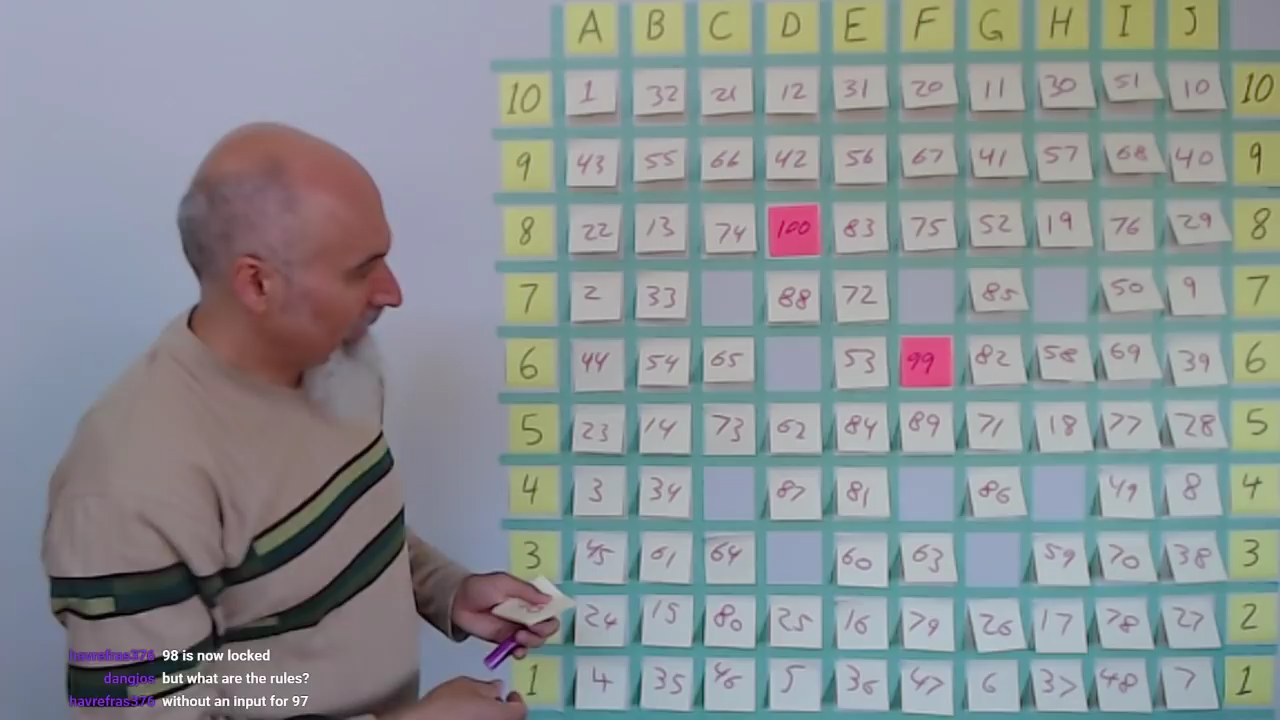 A B C D E F G H I J
10 1 32 21 12 31 20 11 30 51 10 10
9 43 55 66 42 56 67 41 57 68 40 9
8 22 13 74 100 83 75 52 19 76 29 8
7 2 33 88 72 85 50 9 7
6 44 54 65 53 99 82 58 69 39 6
5 23 14 73 62 84 89 71 18 77 28 5
4 3 34 87 81 86 49 8 4
3 45 61 64 60 63 59 70 38 3
2 24 15 80 25 16 79 26 17 78 27 2
1 4 35 46 5 36 47 6 37 48 7 1
havrefras376 98 is now locked
dangjos but what are the rules?
havrefras376 without an input for 97